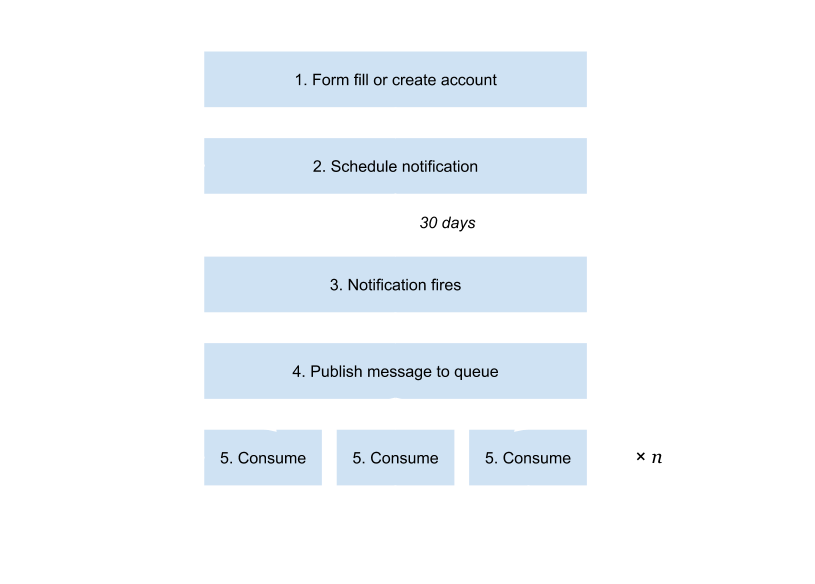 1. Form fill or create account
2. Schedule notification
30 days
3. Notification fires
4. Publish message to queue
5. Consume 5. Consume 5. Consume × n